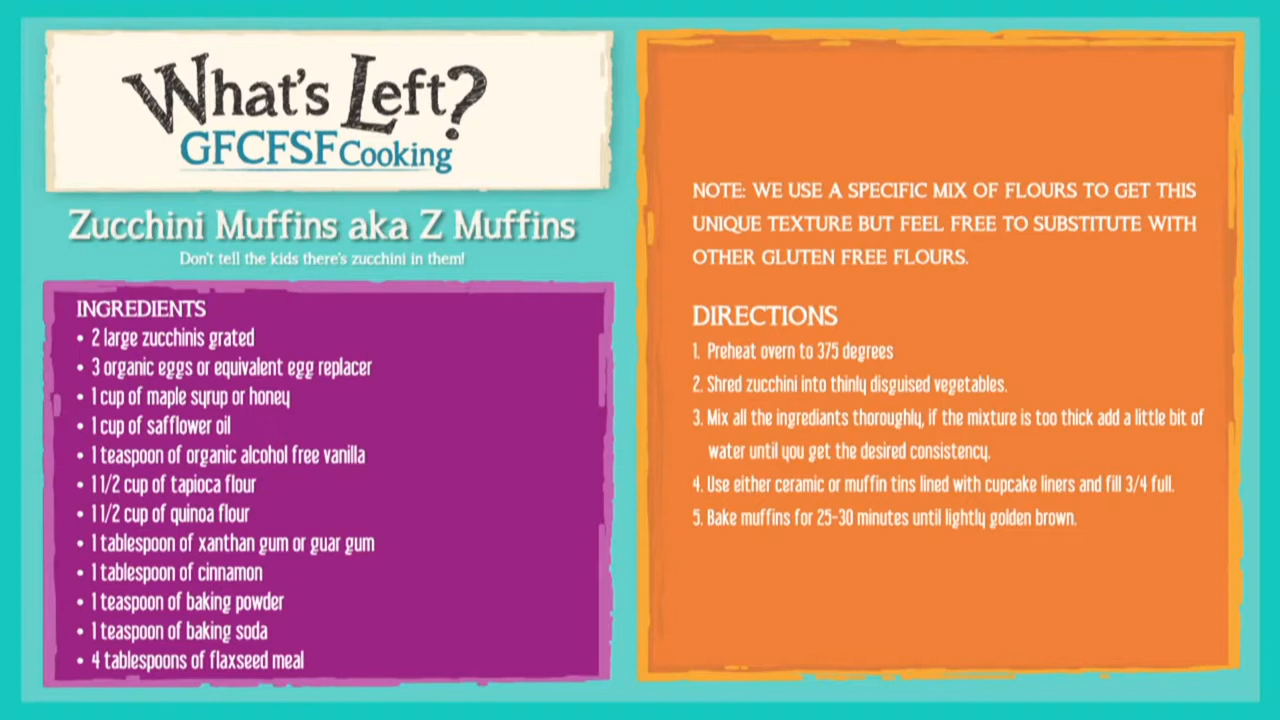 What's Left?
GFCFSF Cooking
Zucchini Muffins aka Z Muffins
Don't tell the kids there's zucchini in them!
INGREDIENTS
• 2 large zucchinis grated
• 3 organic eggs or equivalent egg replacer
• 1 cup of maple syrup or honey
• 1 cup of safflower oil
• 1 teaspoon of organic alcohol free vanilla
• 1 1/2 cup of tapioca flour
• 1 1/2 cup of quinoa flour
• 1 tablespoon of xanthan gum or guar gum
• 1 tablespoon of cinnamon
• 1 teaspoon of baking powder
• 1 teaspoon of baking soda
• 4 tablespoons of flaxseed meal
NOTE: WE USE A SPECIFIC MIX OF FLOURS TO GET THIS
UNIQUE TEXTURE BUT FEEL FREE TO SUBSTITUTE WITH
OTHER GLUTEN FREE FLOURS.
DIRECTIONS
1. Preheat overn to 375 degrees
2. Shred zucchini into thinly disguised vegetables.
3. Mix all the ingrediants thoroughly, if the mixture is too thick add a little bit of
water until you get the desired consistency.
4. Use either ceramic or muffin tins lined with cupcake liners and fill 3/4 full.
5. Bake muffins for 25-30 minutes until lightly golden brown.